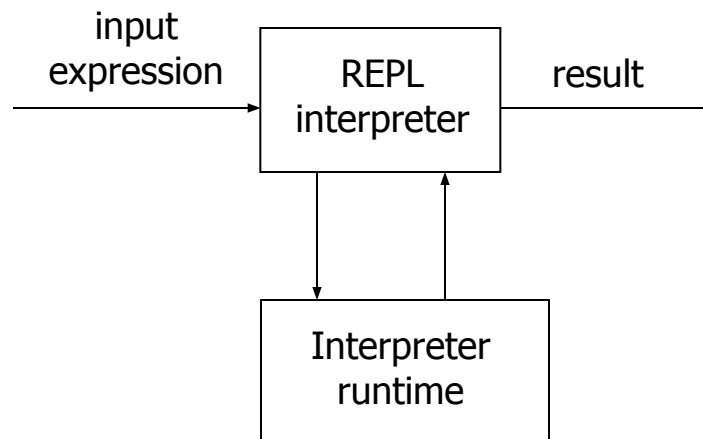 input
expression
REPL
interpreter
result
Interpreter
runtime